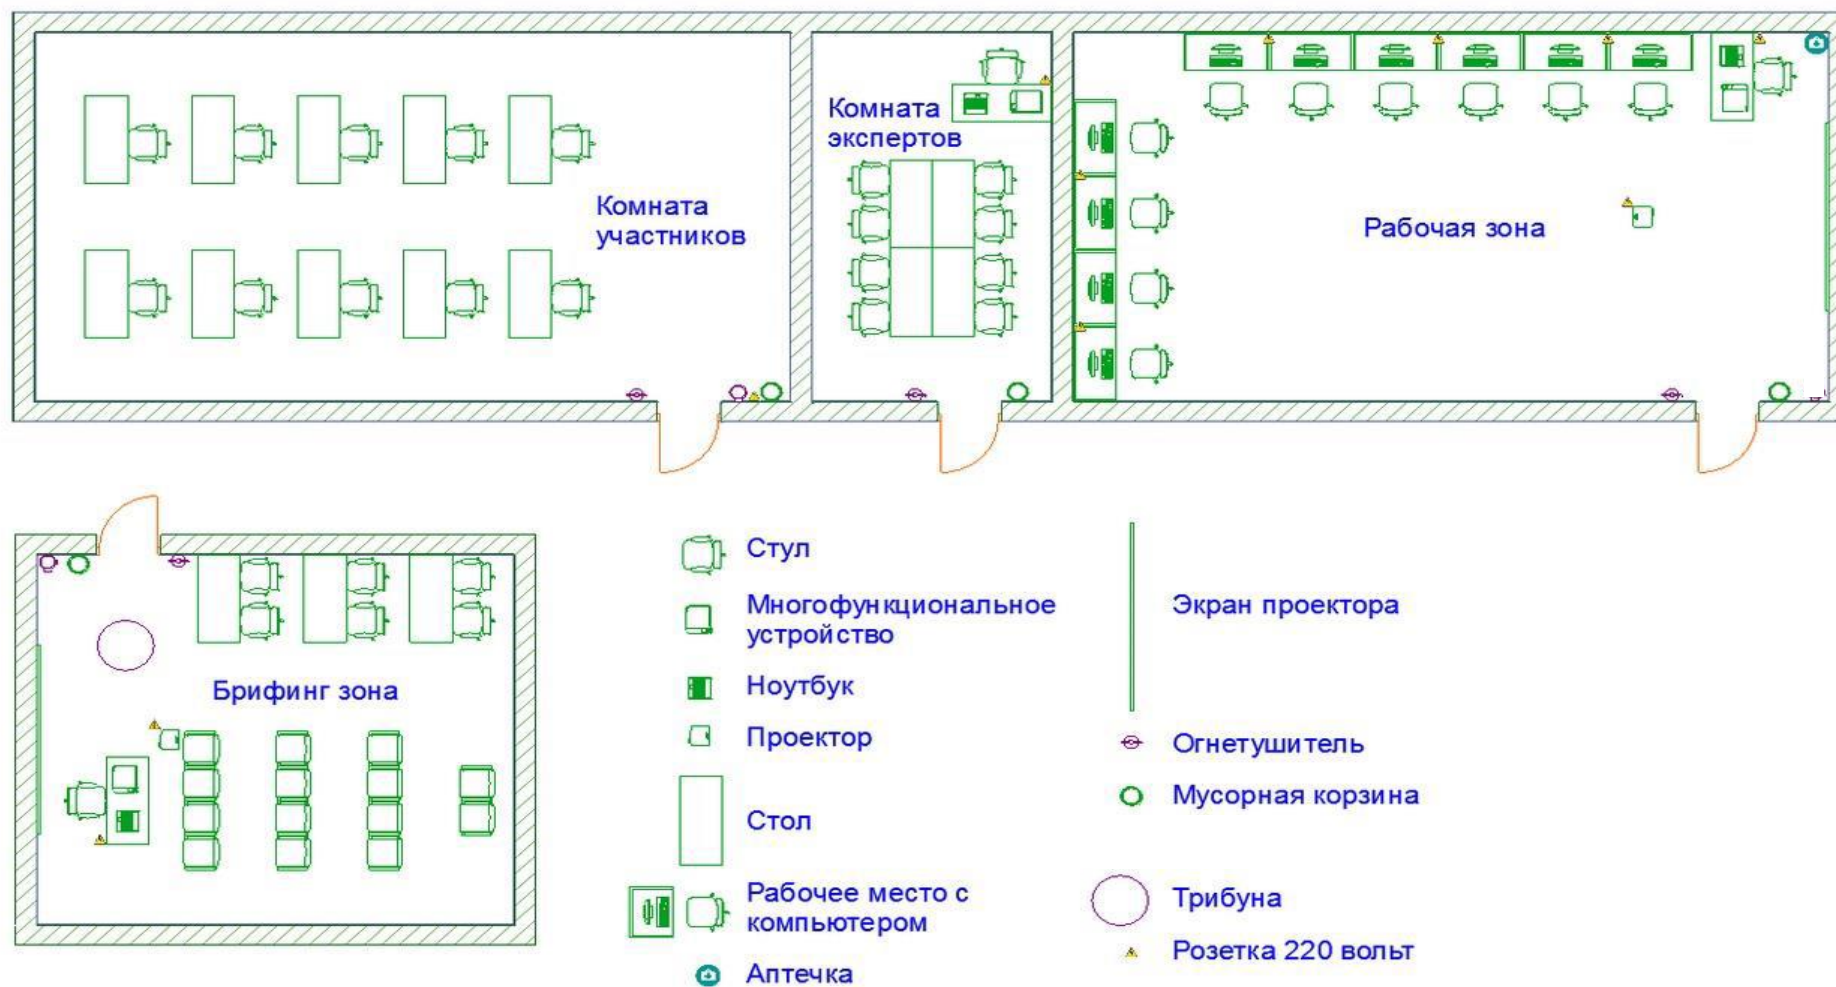 Комната
экспертов
Комната
участников
Рабочая зона
Брифинг зона
Стул
Многофункциональное
устройство
Ноутбук
Проектор
Стол
Рабочее место с
компьютером
Аптечка
Экран проектора
Огнетушитель
Мусорная корзина
Трибуна
Розетка 220 вольт